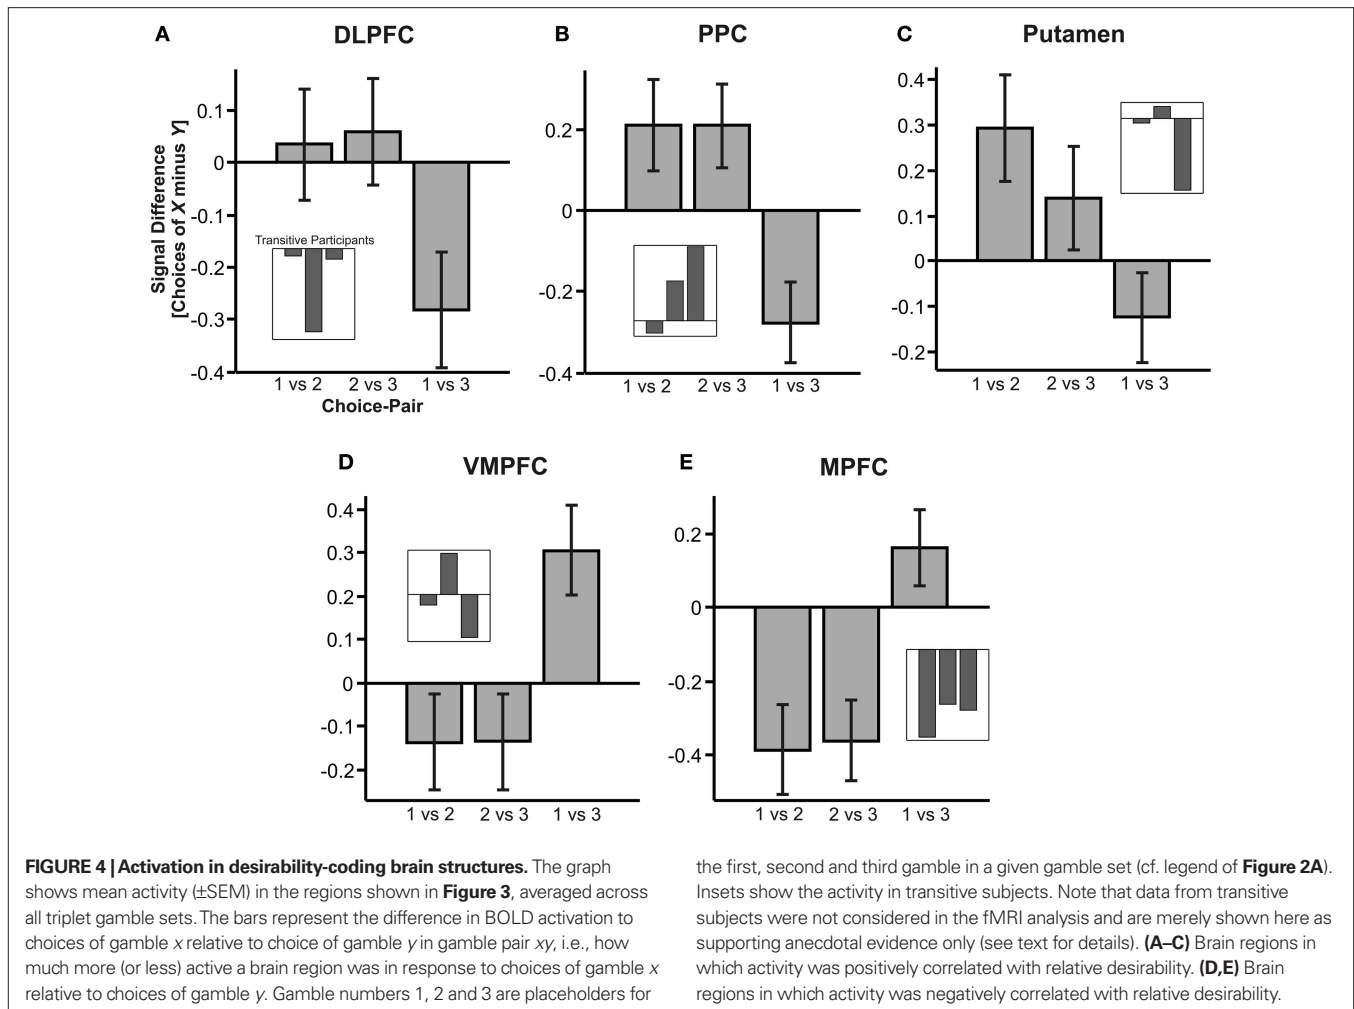 A
DLPFC
Signal Difference
[Choices of X minus Y]
0.1
0
-0.1
-0.2
-0.3
-0.4
Transitive Participants
1 vs 2 2 vs 3 1 vs 3
Choice-Pair
B
PPC
0.2
0
-0.2
-0.4
1 vs 2 2 vs 3 1 vs 3
C
Putamen
0.4
0.3
0.2
0.1
0
-0.1
-0.2
1 vs 2 2 vs 3 1 vs 3
D
VMPFC
0.4
0.3
0.2
0.1
0
-0.1
-0.2
1 vs 2 2 vs 3 1 vs 3
E
MPFC
0.2
0
-0.2
-0.4
1 vs 2 2 vs 3 1 vs 3
FIGURE 4 | Activation in desirability-coding brain structures. The graph
shows mean activity (±SEM) in the regions shown in Figure 3, averaged across
all triplet gamble sets. The bars represent the difference in BOLD activation to
choices of gamble x relative to choice of gamble y in gamble pair xy, i.e., how
much more (or less) active a brain region was in response to choices of gamble x
relative to choices of gamble y. Gamble numbers 1, 2 and 3 are placeholders for
the first, second and third gamble in a given gamble set (cf. legend of Figure 2A).
Insets show the activity in transitive subjects. Note that data from transitive
subjects were not considered in the fMRI analysis and are merely shown here as
supporting anecdotal evidence only (see text for details). (A–C) Brain regions in
which activity was positively correlated with relative desirability. (D,E) Brain
regions in which activity was negatively correlated with relative desirability.